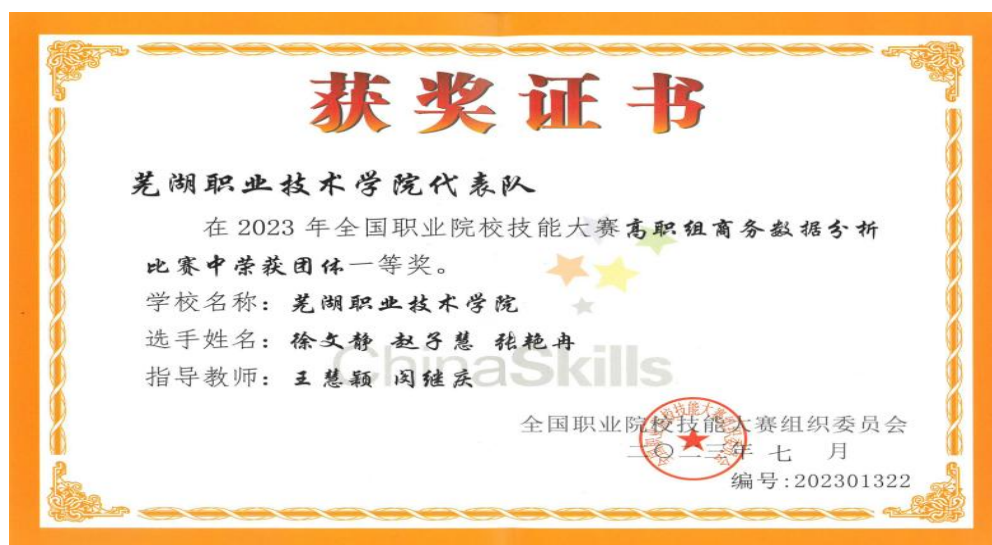 获奖证书
芜湖职业技术学院代表队
在 2023 年全国职业院校技能大赛高职组商务数据分析
比赛中荣获团体一等奖。
学校名称：芜湖职业技术学院
选手姓名：徐文静 赵子慧 张艳冉
指导教师：王慧颖 闵继庆
ChinaSkills
全国职业院校技能大赛组织委员会
二〇二三年 七 月
编号:202301322